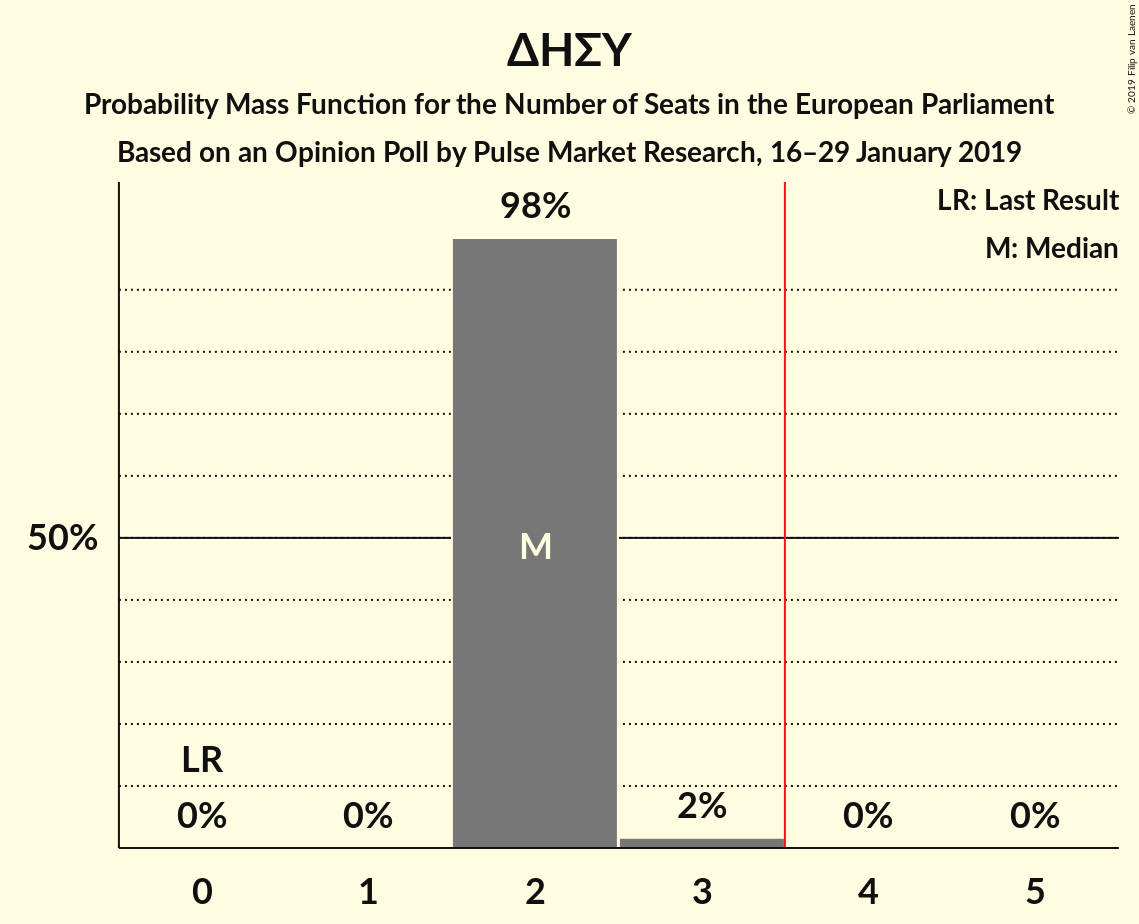 ΔΗΣΥ
Probability Mass Function for the Number of Seats in the European Parliament
Based on an Opinion Poll by Pulse Market Research, 16–29 January 2019
© 2019 Filip van Laenen
LR: Last Result
M: Median
98%
50%
M
LR
0%
0%
2%
0%
0%
0
1
2
3
4
5